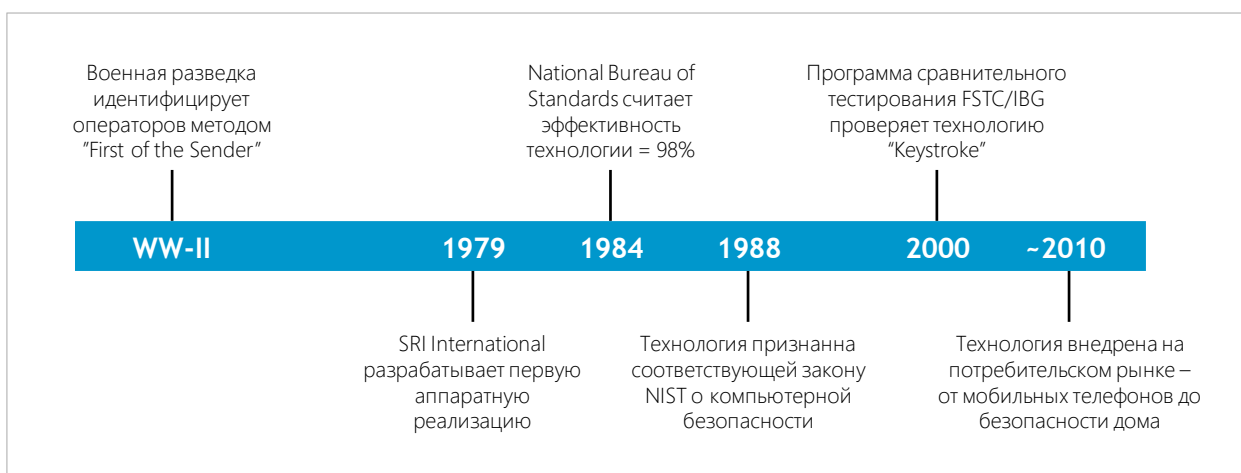 Военная разведка
идентифицирует
операторов методом
”First of the Sender”
National Bureau of
Standards считает
эффективность
технологии = 98%
Программа сравнительного
тестирования FSTC/IBG
проверяет технологию
“Keystroke”
WW-II 1979 1984 1988 2000 ~2010
SRI International
разрабатывает первую
аппаратную
реализацию
Технология признанна
соответствующей закону
NIST о компьютерной
безопасности
Технология внедрена на
потребительском рынке –
от мобильных телефонов до
безопасности дома